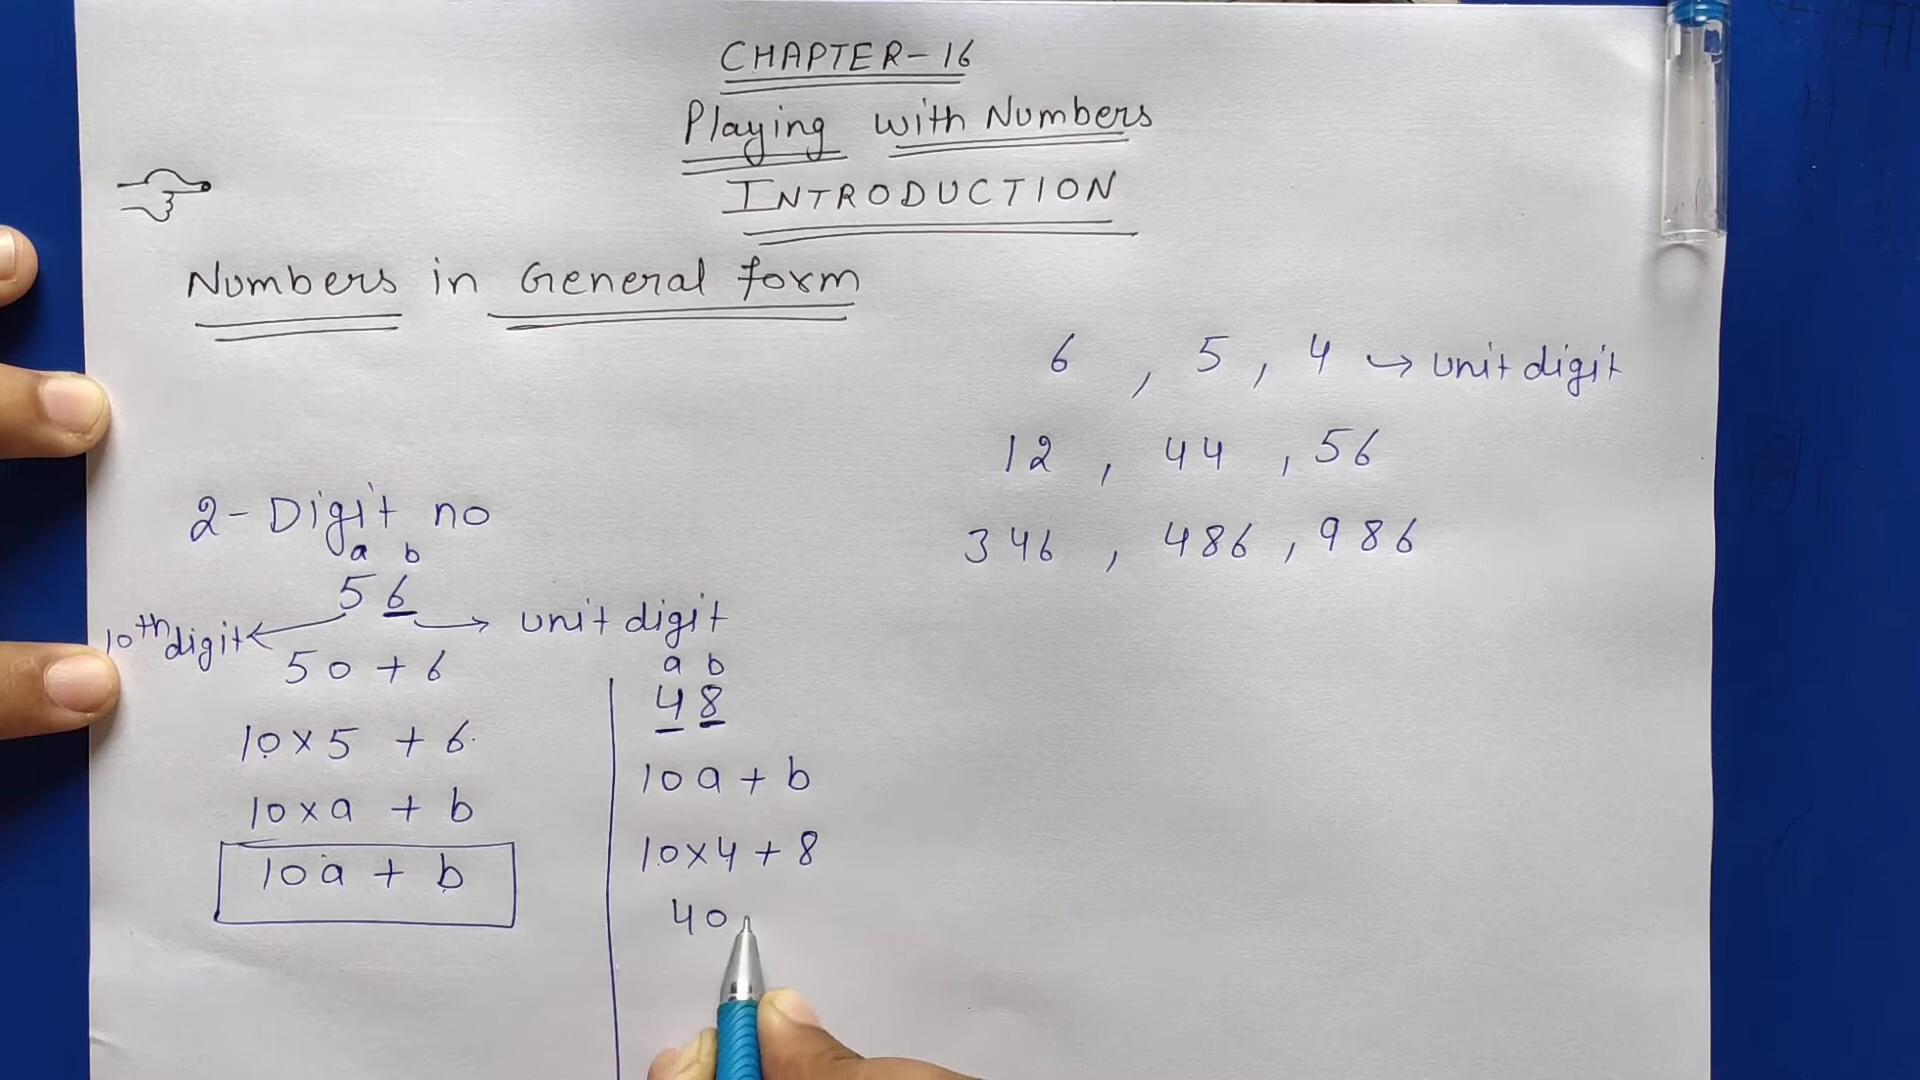 CHAPTER-16
Playing with Numbers
INTRODUCTION
Numbers in General form
6 , 5 , 4 → unit digit
12 , 44 , 56
346 , 486 , 986
2-Digit no
a b
56
10th digit ← → unit digit
50 + 6
10×5 + 6
10×a + b
10a + b
a b
48
10a + b
10×4 + 8
40